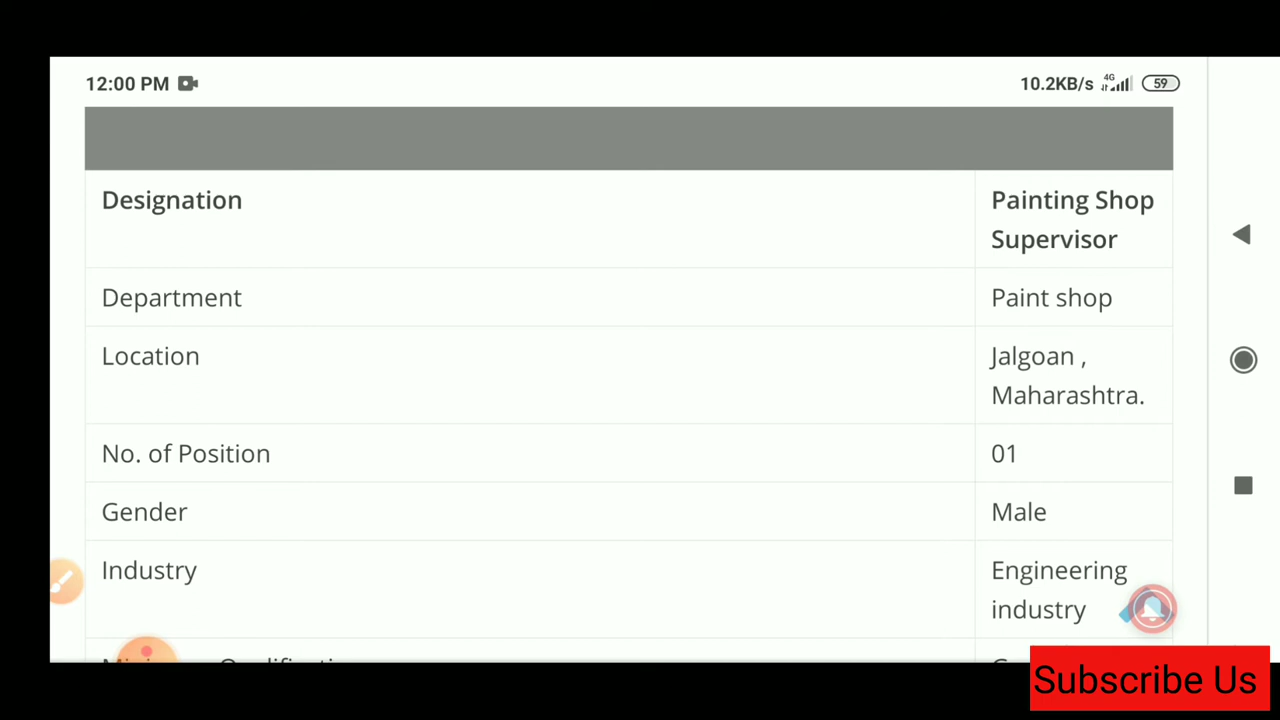 12:00 PM 10.2KB/s 4G 59
Designation Painting Shop
Supervisor
Department Paint shop
Location Jalgoan ,
Maharashtra.
No. of Position 01
Gender Male
Industry Engineering
industry
Subscribe Us